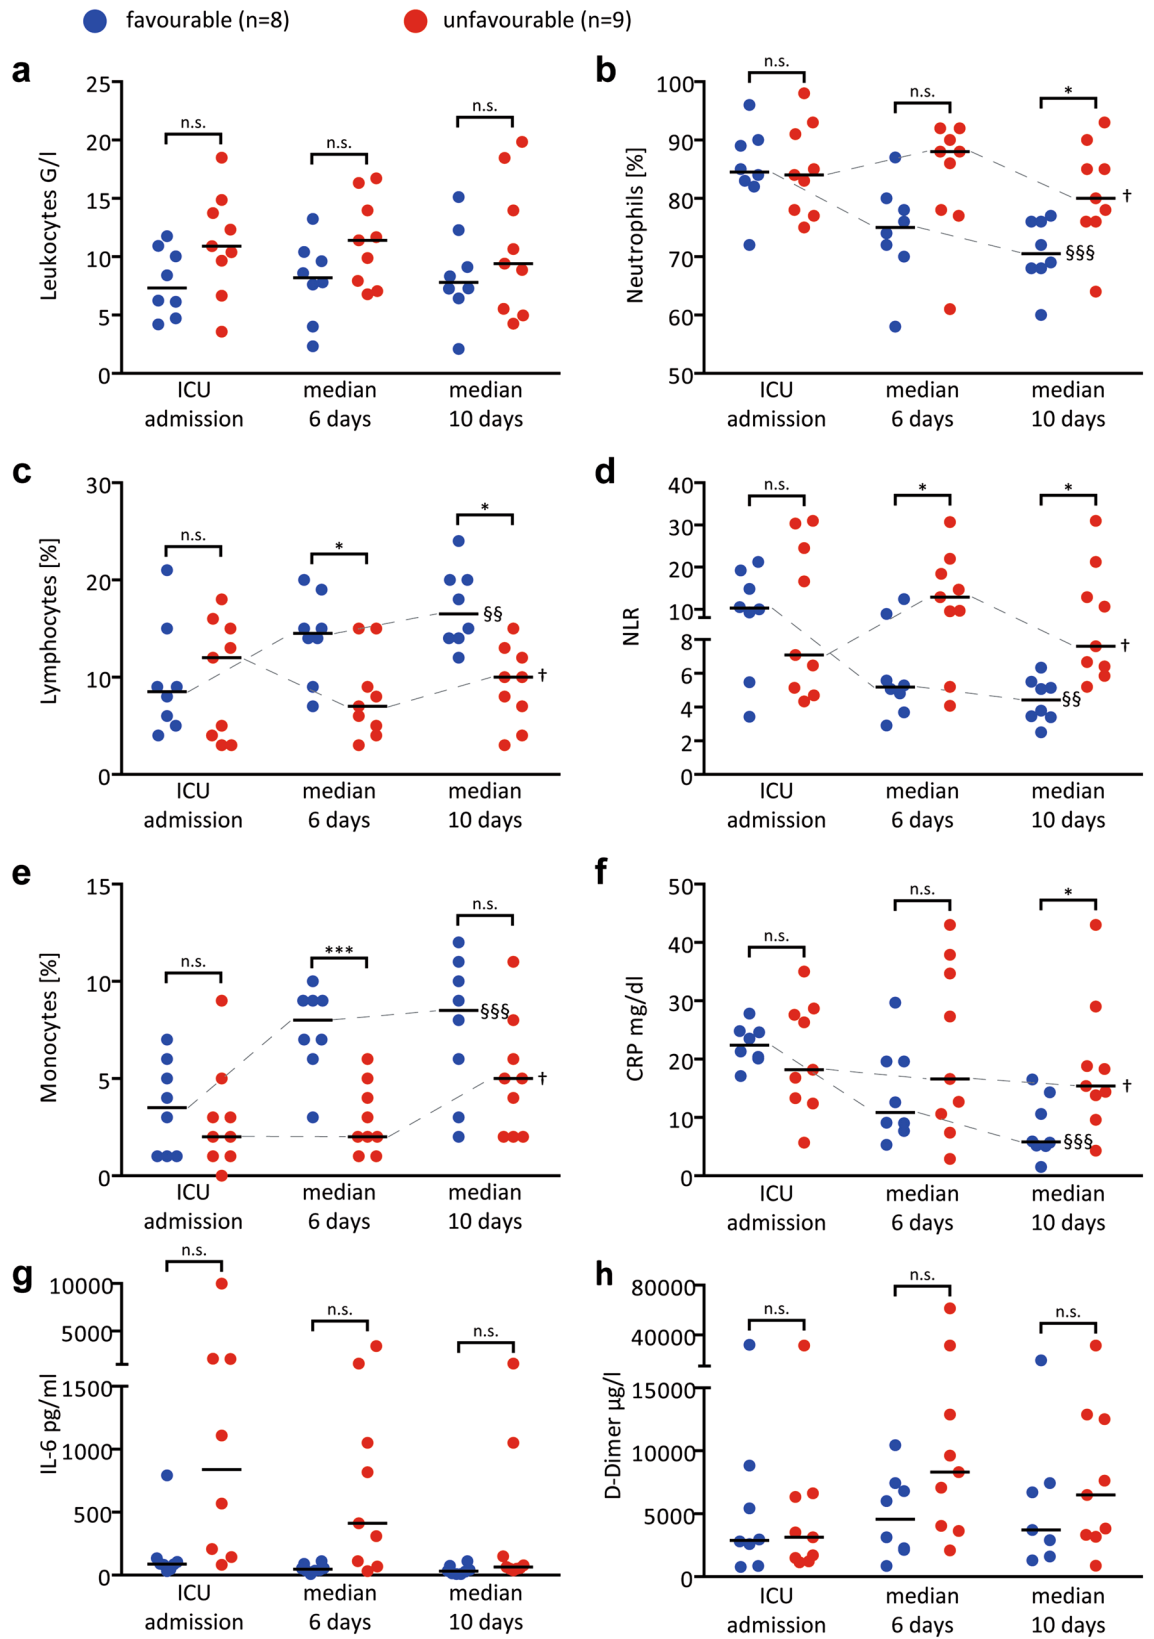 favourable (n=8) unfavourable (n=9)
a
Leukocytes G/l
25
20
15
10
5
0
n.s.
n.s.
n.s.
ICU admission
median 6 days
median 10 days
b
Neutrophils [%]
100
90
80
70
60
50
n.s.
n.s.
*
†
§§§
ICU admission
median 6 days
median 10 days
c
Lymphocytes [%]
30
20
10
0
n.s.
*
*
§§
†
ICU admission
median 6 days
median 10 days
d
NLR
40
30
20
10
8
6
4
2
0
n.s.
*
*
†
§§
ICU admission
median 6 days
median 10 days
e
Monocytes [%]
15
10
5
0
n.s.
***
n.s.
§§§
†
ICU admission
median 6 days
median 10 days
f
CRP mg/dl
50
40
30
20
10
0
n.s.
n.s.
*
†
§§§
ICU admission
median 6 days
median 10 days
g
IL-6 pg/ml
10000
5000
1500
1000
500
0
n.s.
n.s.
n.s.
ICU admission
median 6 days
median 10 days
h
D-Dimer µg/l
80000
40000
15000
10000
5000
0
n.s.
n.s.
n.s.
ICU admission
median 6 days
median 10 days